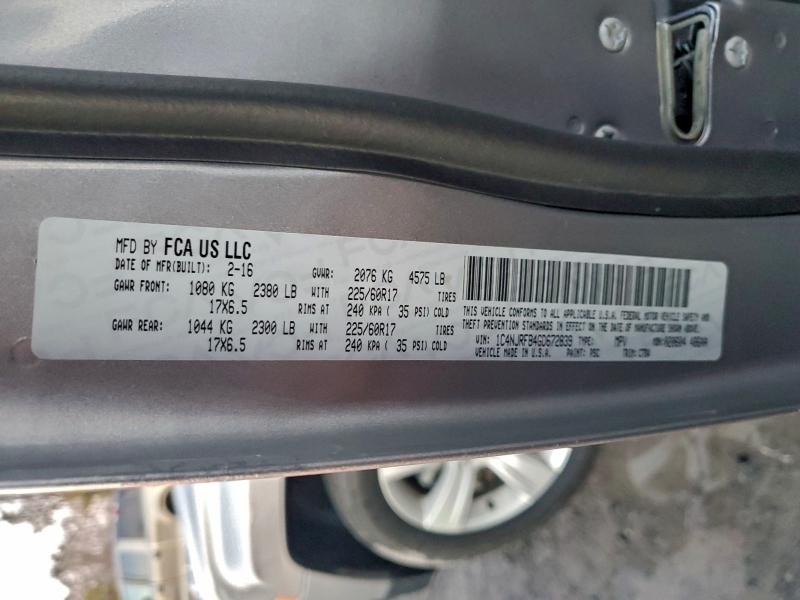 MFD BY FCA US LLC
DATE OF MFR(BUILT): 2-16 GVWR: 2076 KG 4575 LB
GAWR FRONT: 1080 KG 2380 LB WITH 225/60R17 TIRES
17X6.5 RIMS AT 240 KPA ( 35 PSI) COLD
GAWR REAR: 1044 KG 2300 LB WITH 225/60R17 TIRES
17X6.5 RIMS AT 240 KPA ( 35 PSI) COLD
THIS VEHICLE CONFORMS TO ALL APPLICABLE U.S.A. FEDERAL MOTOR VEHICLE SAFETY AND
THEFT PREVENTION STANDARDS IN EFFECT ON THE DATE OF MANUFACTURE SHOWN ABOVE.
VIN: 1C4NJRFB4GD672839 TYPE: MPV MDH:
VEHICLE MADE IN U.S.A. PAINT: PSC TRIM: